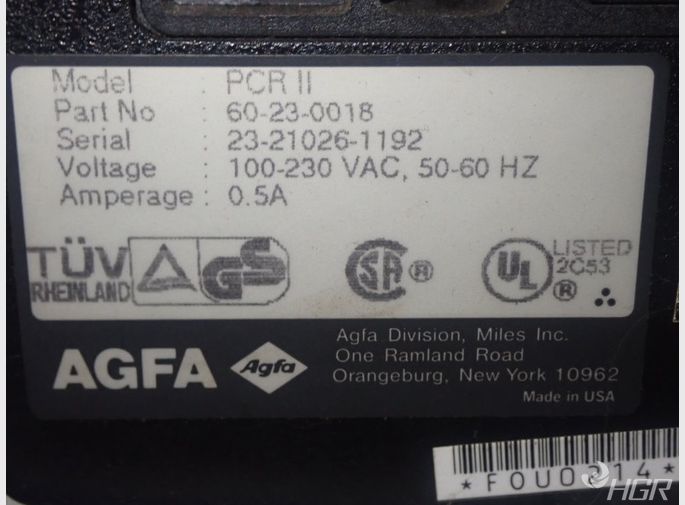 Model : PCR II
Part No : 60-23-0018
Serial : 23-21026-1192
Voltage : 100-230 VAC, 50-60 HZ
Amperage : 0.5A
TÜV
RHEINLAND
GS
SA ®
UL ®
LISTED
2C53
AGFA
Agfa
Agfa Division, Miles Inc.
One Ramland Road
Orangeburg, New York 10962
Made in USA
*F0U0214*
HGR